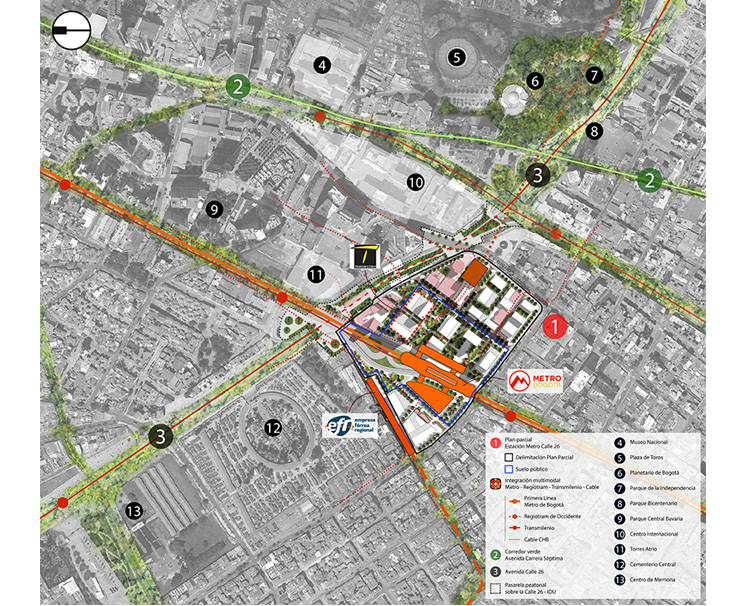 2
4
5
6
7
8
3
2
10
9
11
1
METRO
BOGOTÁ
efr empresa
férrea
regional
3
12
13
1 Plan parcial
Estación Metro Calle 26
Delimitación Plan Parcial
Suelo público
Integración multimodal
Metro - Regiotram - Transmilenio - Cable
Primera Línea
Metro de Bogotá
Regiotram de Occidente
Transmilenio
Cable CHB
2 Corredor verde
Avenida Carrera Séptima
3 Avenida Calle 26
Pasarela peatonal
sobre la Calle 26 - IDU
4 Museo Nacional
5 Plaza de Toros
6 Planetario de Bogotá
7 Parque de la Independencia
8 Parque Bicentenario
9 Parque Central Bavaria
10 Centro Internacional
11 Torres Atrio
12 Cementerio Central
13 Centro de Memoria